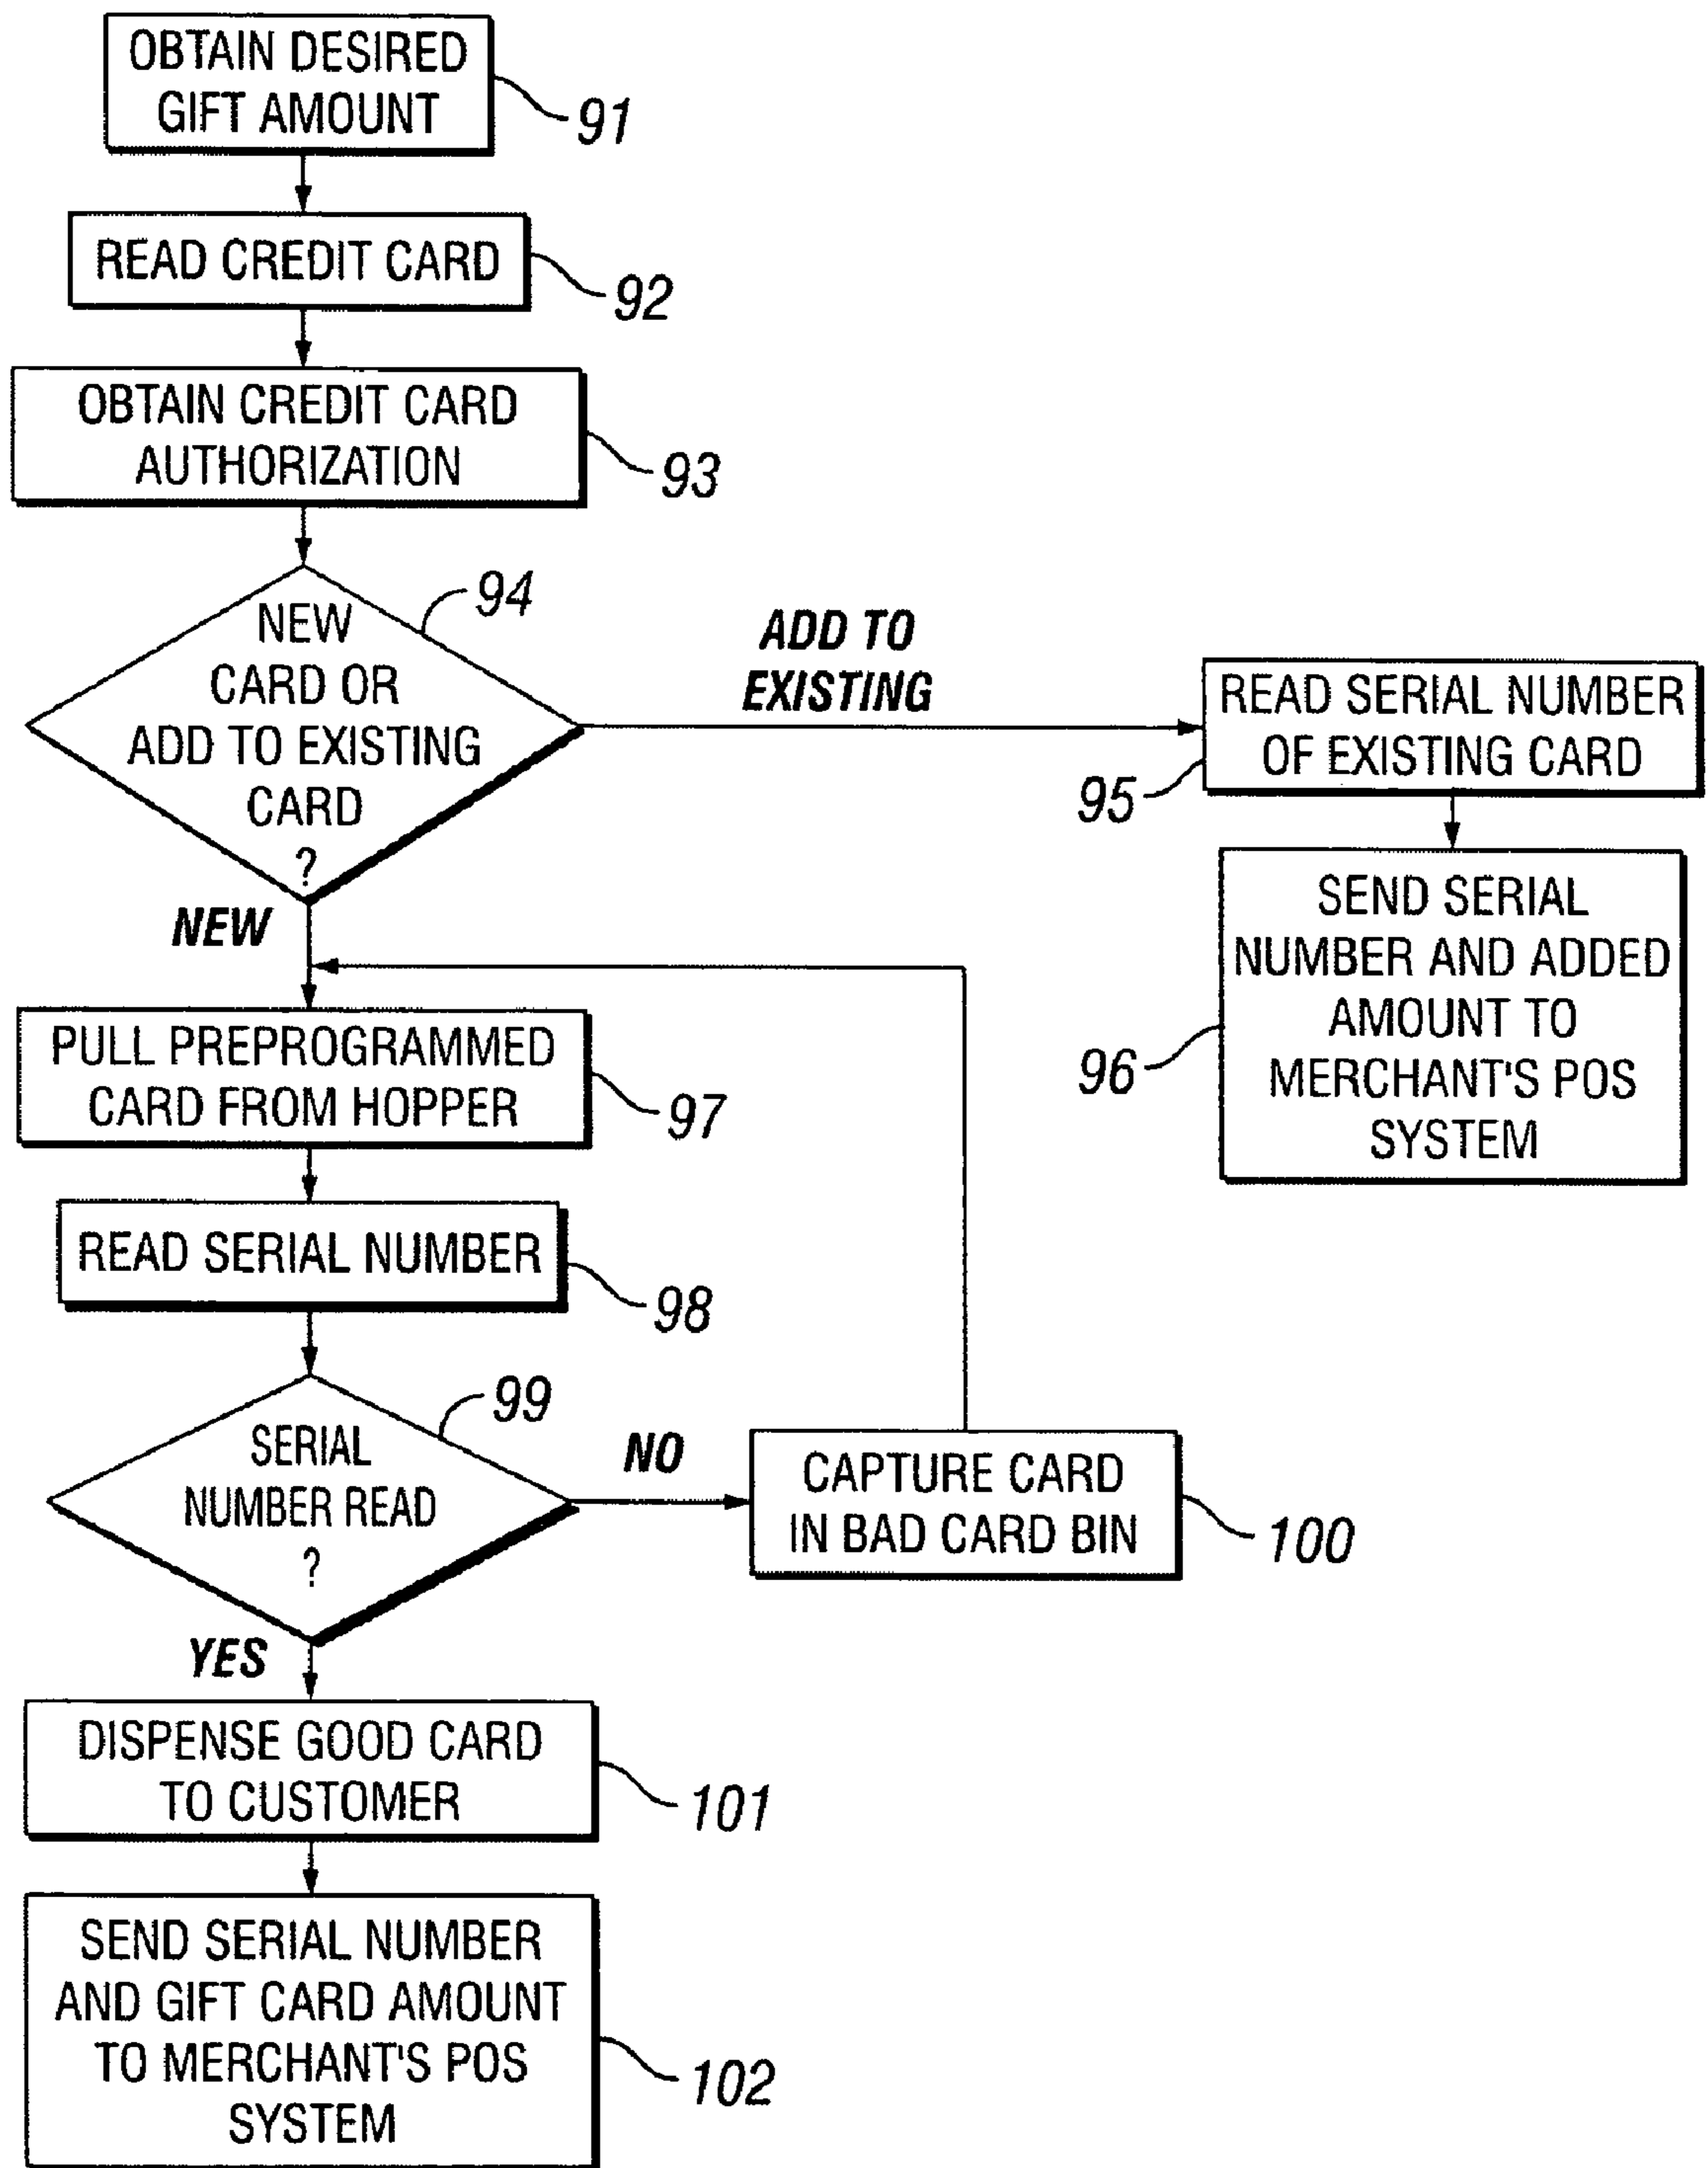 OBTAIN DESIRED
GIFT AMOUNT
91
READ CREDIT CARD
92
OBTAIN CREDIT CARD
AUTHORIZATION
93
NEW
CARD OR
ADD TO EXISTING
CARD
?
94
ADD TO
EXISTING
READ SERIAL NUMBER
OF EXISTING CARD
95
SEND SERIAL
NUMBER AND ADDED
AMOUNT TO
MERCHANT'S POS
SYSTEM
96
NEW
PULL PREPROGRAMMED
CARD FROM HOPPER
97
READ SERIAL NUMBER
98
SERIAL
NUMBER READ
?
99
NO
CAPTURE CARD
IN BAD CARD BIN
100
YES
DISPENSE GOOD CARD
TO CUSTOMER
101
SEND SERIAL NUMBER
AND GIFT CARD AMOUNT
TO MERCHANT'S POS
SYSTEM
102